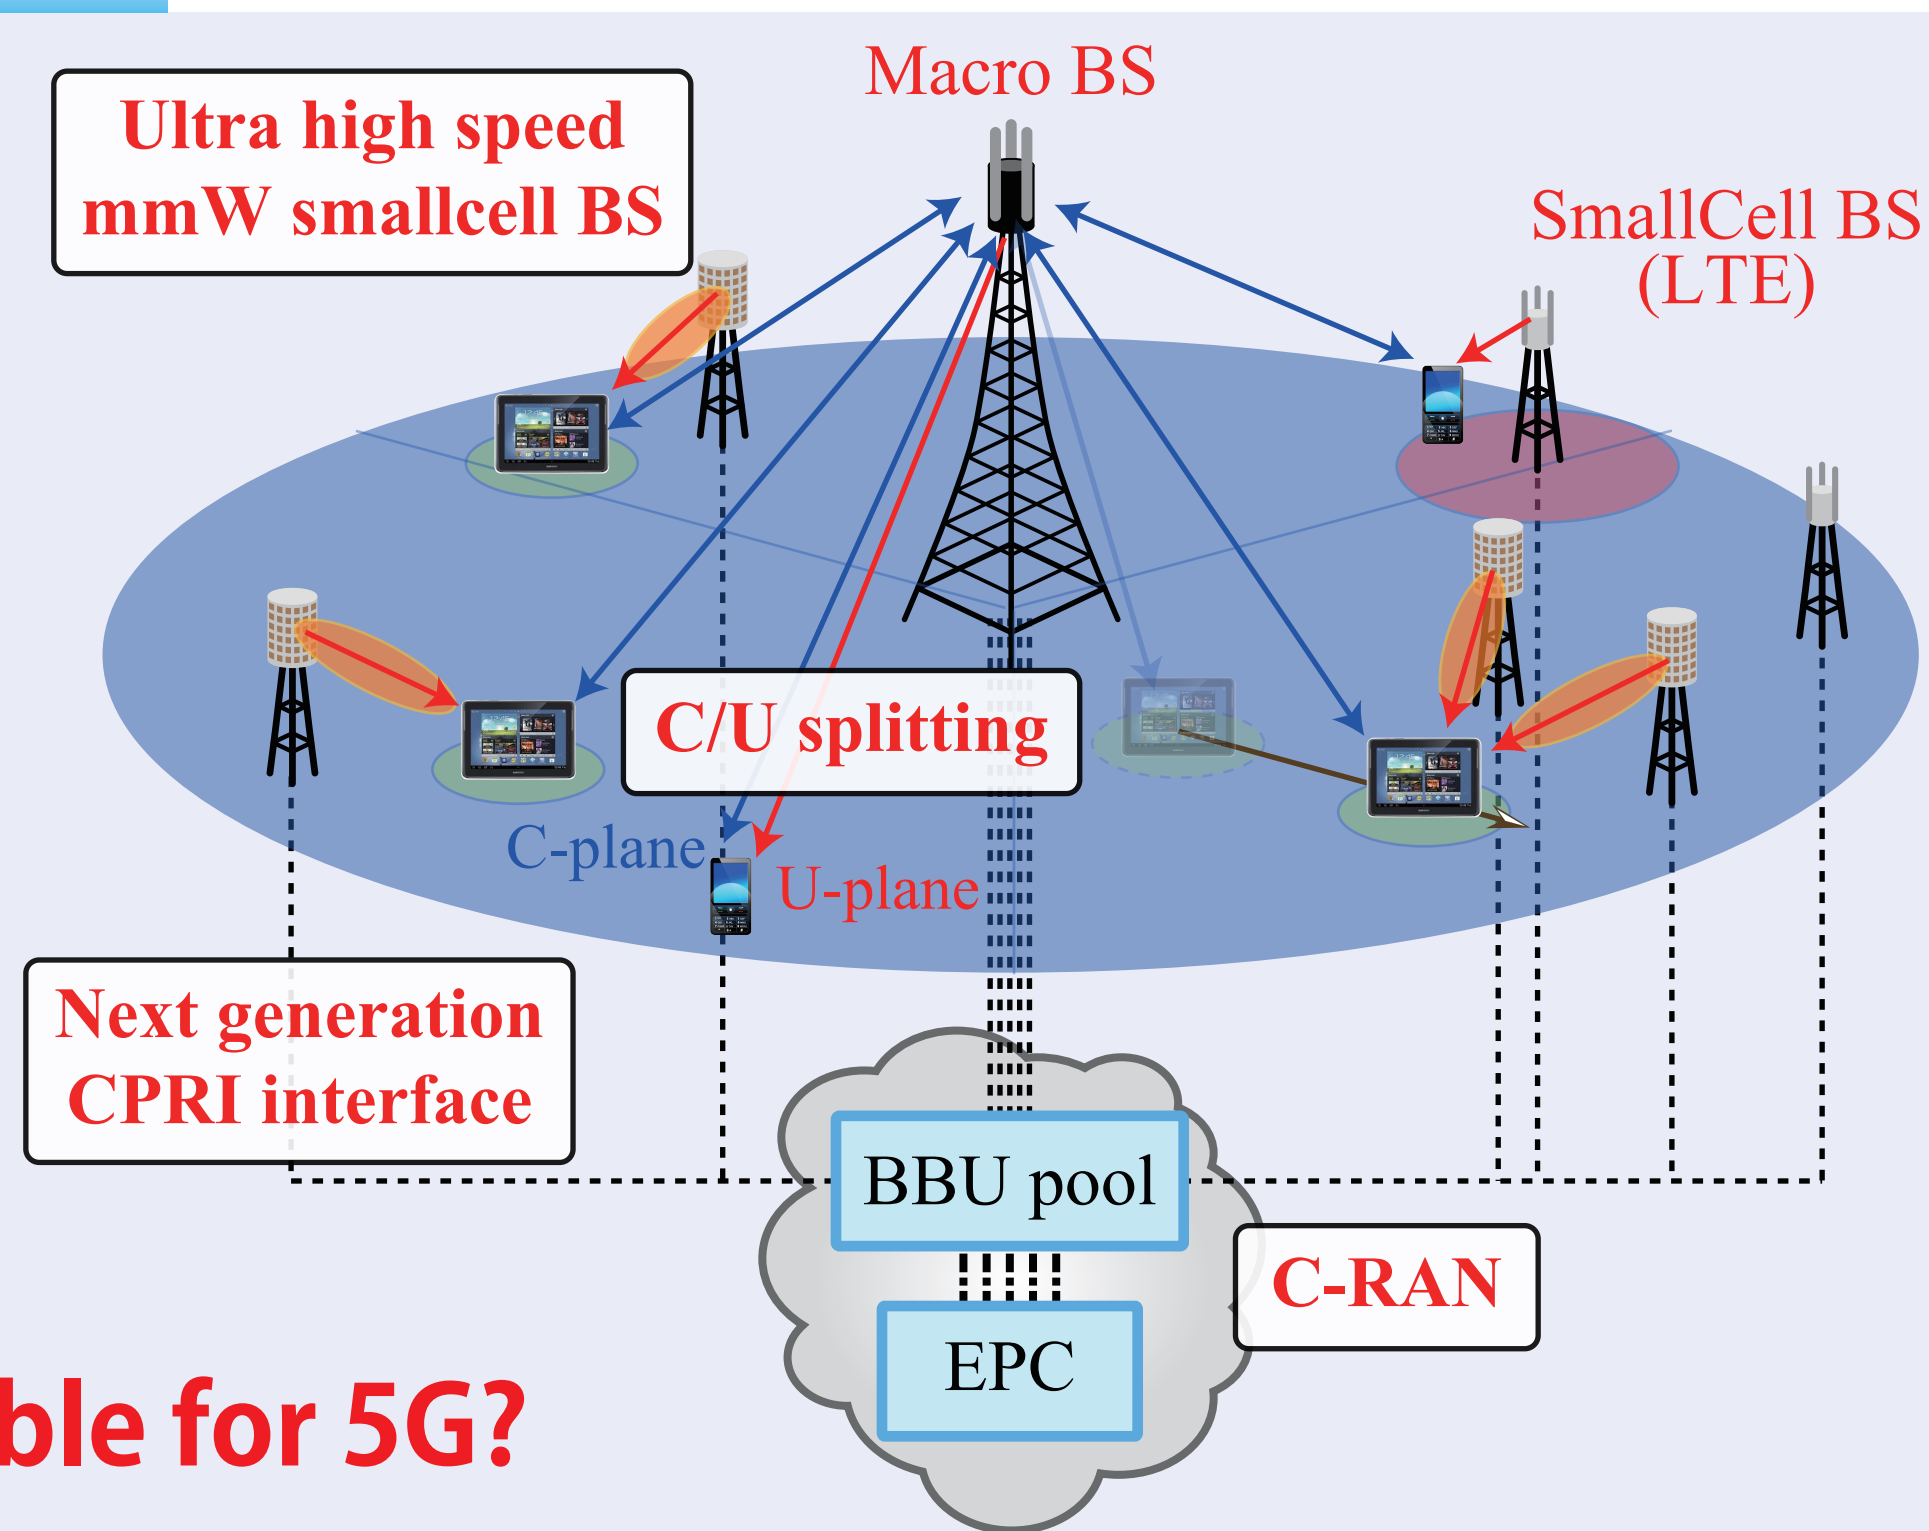 Macro BS
Ultra high speed
mmW smallcell BS
SmallCell BS
(LTE)
C/U splitting
C-plane
U-plane
Next generation
CPRI interface
BBU pool
C-RAN
EPC
ble for 5G?